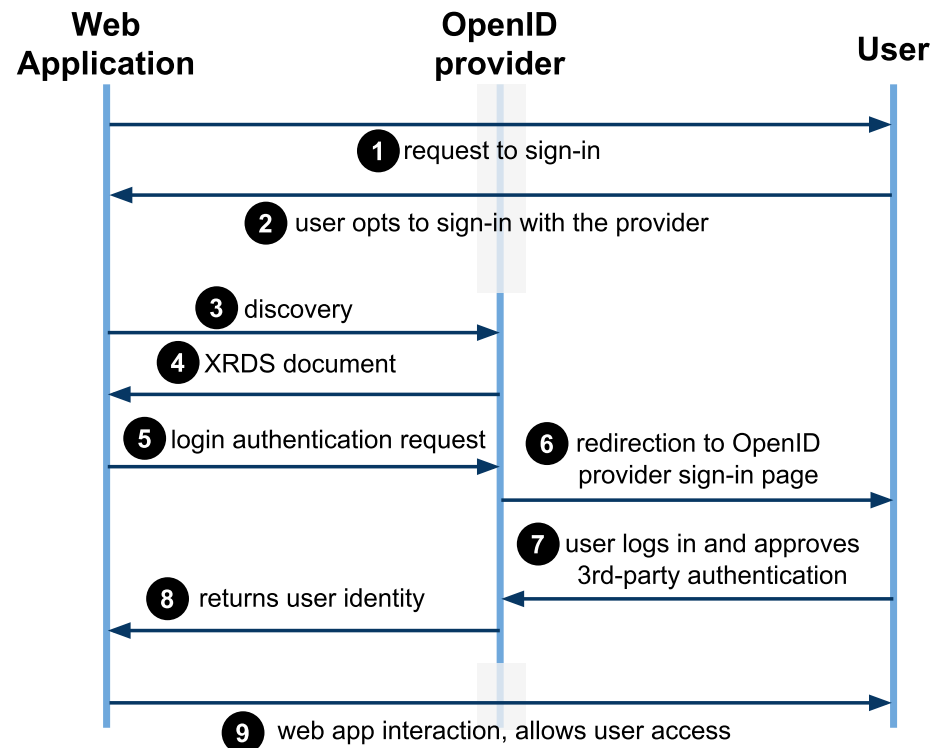 Web
Application
OpenID
provider
User
1 request to sign-in
2 user opts to sign-in with the provider
3 discovery
4 XRDS document
5 login authentication request
6 redirection to OpenID
provider sign-in page
7 user logs in and approves
3rd-party authentication
8 returns user identity
9 web app interaction, allows user access